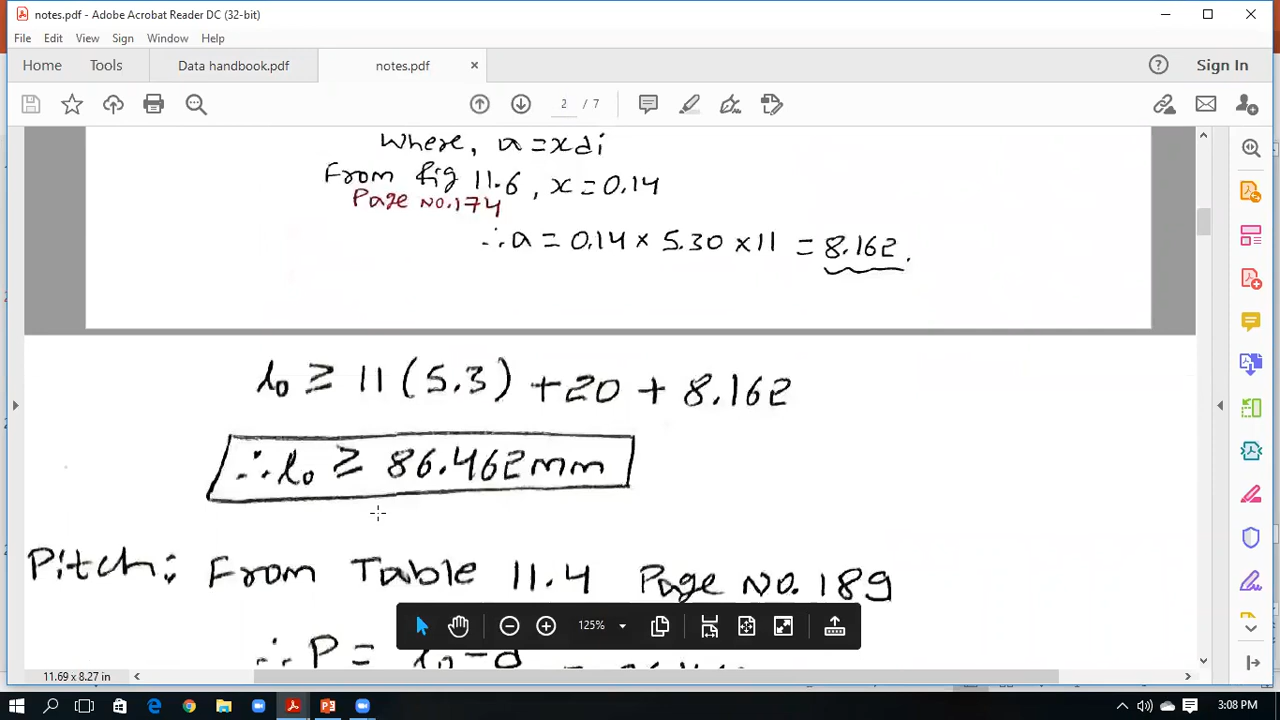 notes.pdf - Adobe Acrobat Reader DC (32-bit)
File Edit View Sign Window Help
Home Tools Data handbook.pdf notes.pdf × Sign In
2 / 7
Where, a = x di
From fig 11.6, x = 0.14
Page No.174
∴ a = 0.14 × 5.30 × 11 = 8.162.
l₀ ≥ 11 (5.3) + 20 + 8.162
∴ l₀ ≥ 86.462mm
Pitch: From Table 11.4 Page No. 189
125%
∴ P = l₀ - d =
11.69 x 8.27 in
3:08 PM